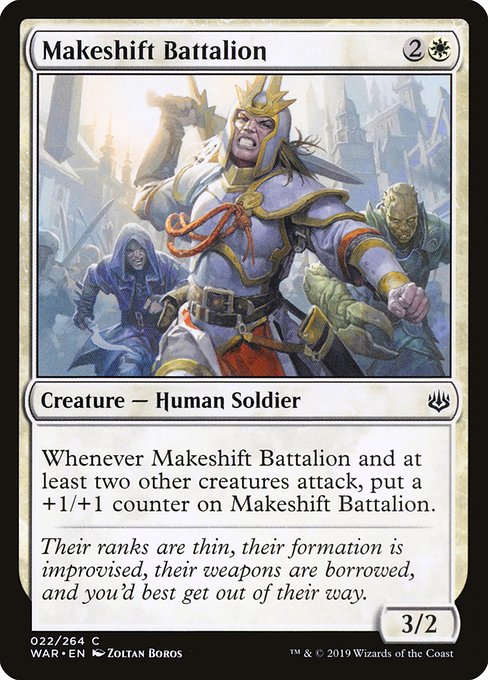 Makeshift Battalion 2
Creature — Human Soldier
Whenever Makeshift Battalion and at
least two other creatures attack, put a
+1/+1 counter on Makeshift Battalion.
Their ranks are thin, their formation is
improvised, their weapons are borrowed,
and you’d best get out of their way.
3/2
022/264 C
WAR • EN Zoltan Boros ™ & © 2019 Wizards of the Coast